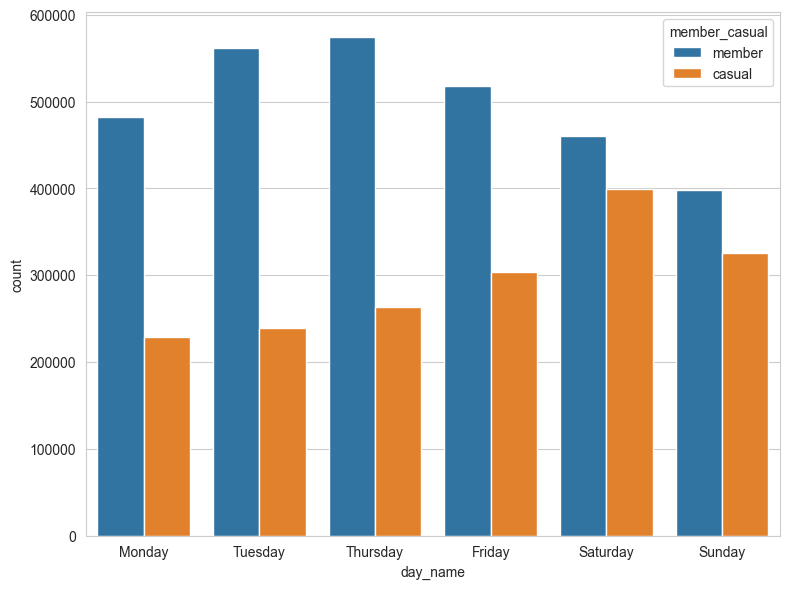 600000
500000
400000
300000
200000
100000
0
count
member_casual
member
casual
Monday Tuesday Thursday Friday Saturday Sunday
day_name